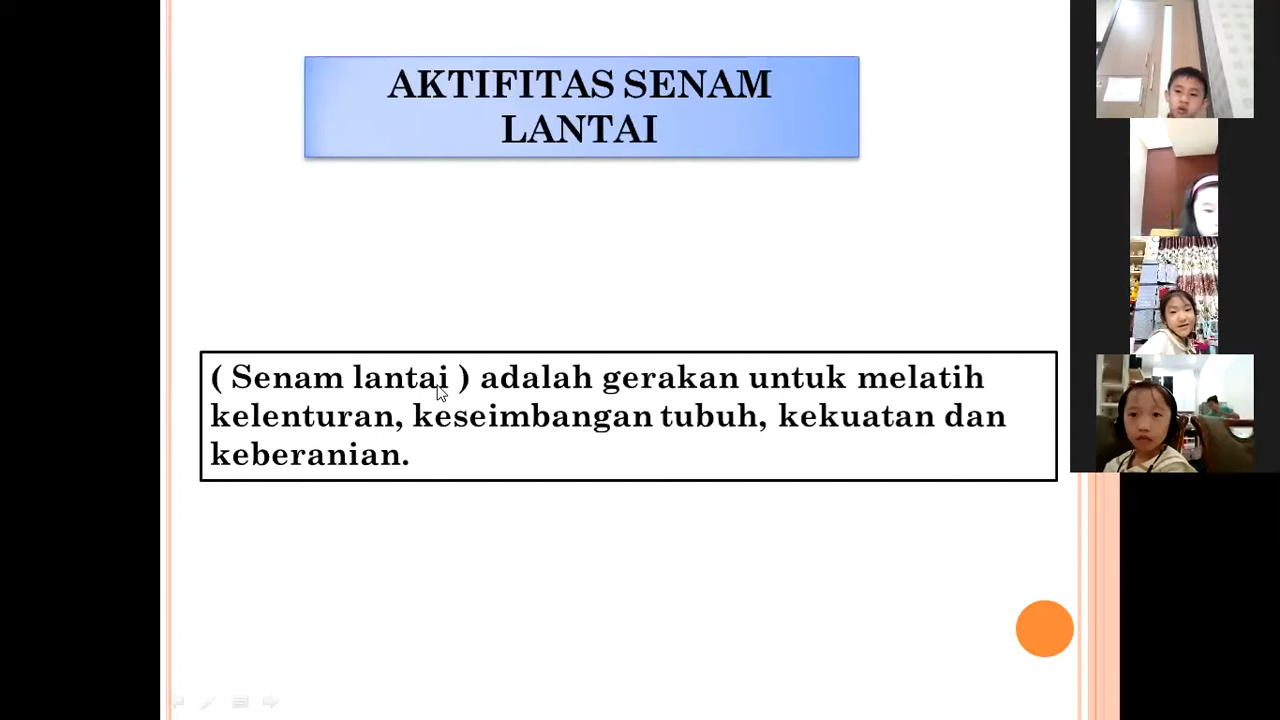 AKTIFITAS SENAM
LANTAI
( Senam lantai ) adalah gerakan untuk melatih
kelenturan, keseimbangan tubuh, kekuatan dan
keberanian.